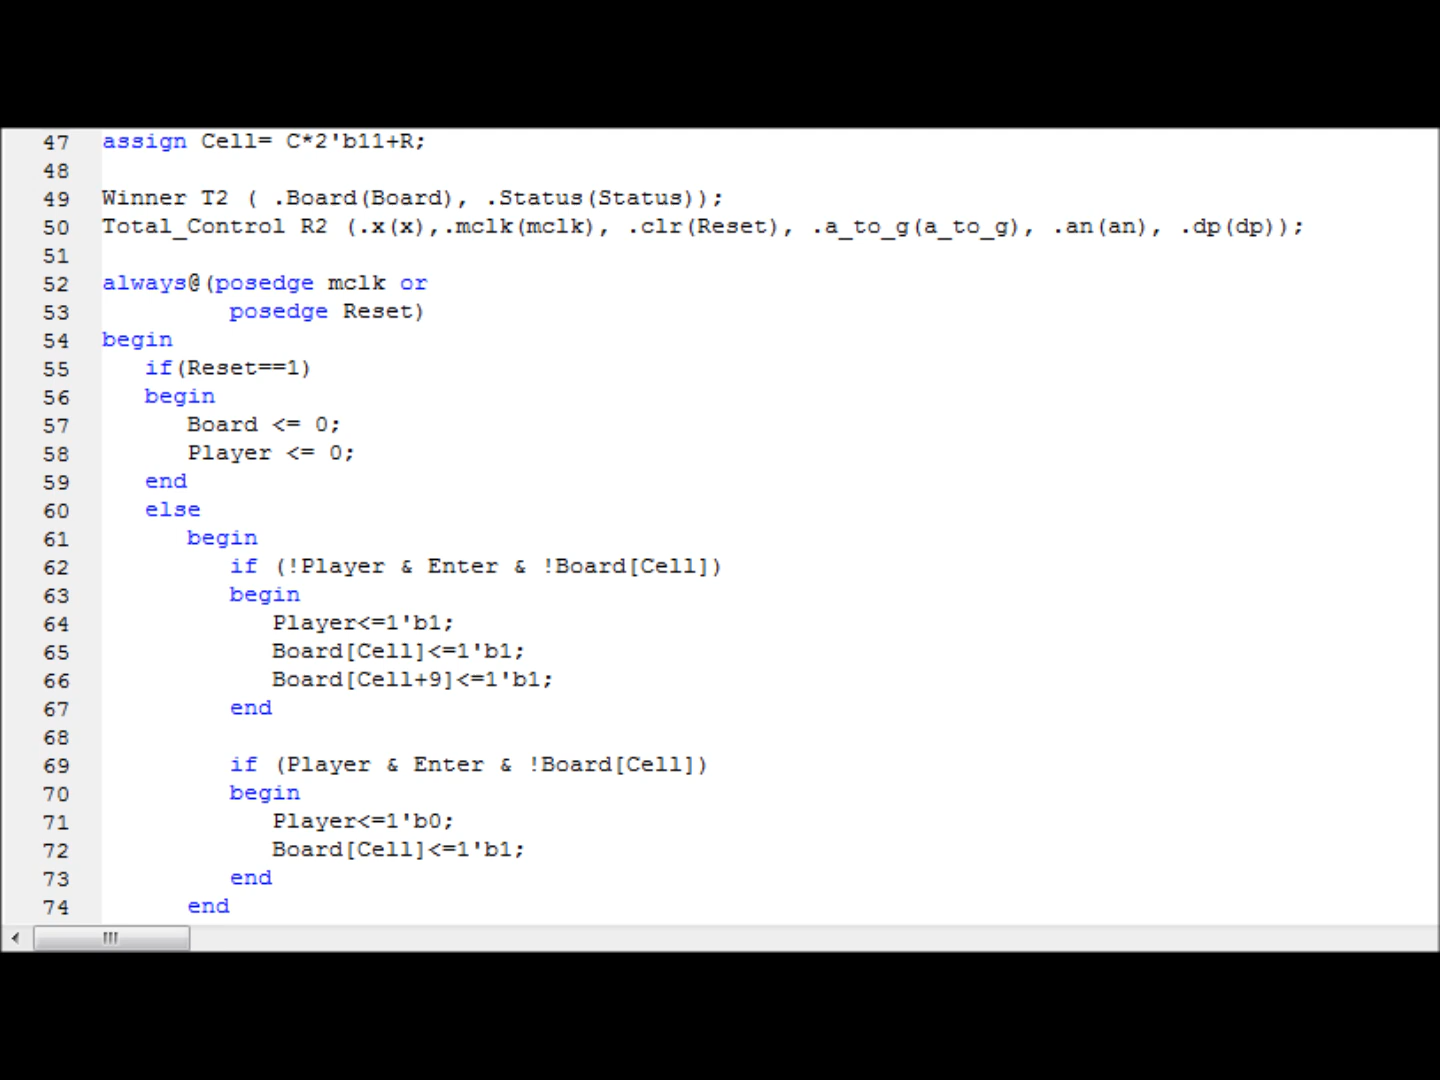 47 assign Cell= C*2'b11+R;
48
49 Winner T2 ( .Board(Board), .Status(Status));
50 Total_Control R2 (.x(x),.mclk(mclk), .clr(Reset), .a_to_g(a_to_g), .an(an), .dp(dp));
51
52 always@(posedge mclk or
53          posedge Reset)
54 begin
55    if(Reset==1)
56    begin
57       Board <= 0;
58       Player <= 0;
59    end
60    else
61       begin
62          if (!Player & Enter & !Board[Cell])
63          begin
64             Player<=1'b1;
65             Board[Cell]<=1'b1;
66             Board[Cell+9]<=1'b1;
67          end
68
69          if (Player & Enter & !Board[Cell])
70          begin
71             Player<=1'b0;
72             Board[Cell]<=1'b1;
73          end
74       end